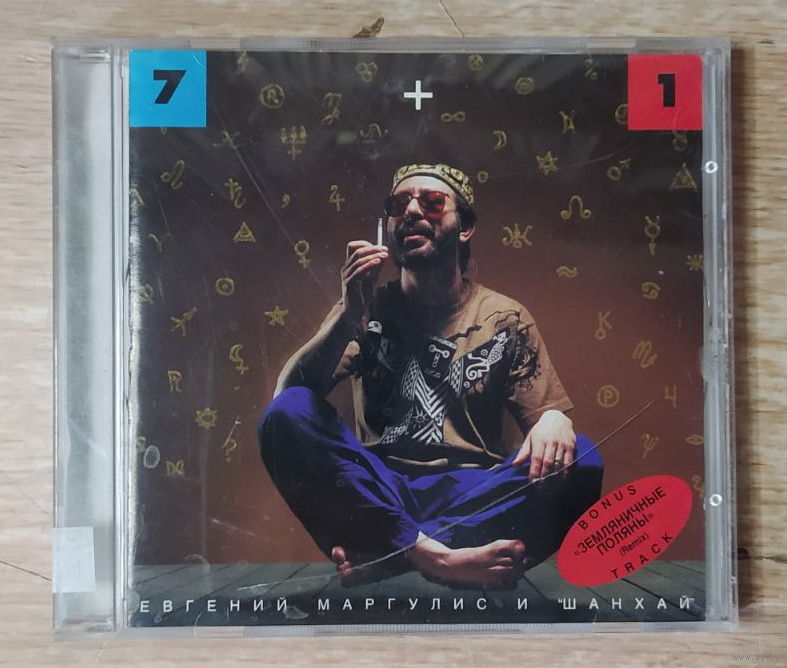 7 + 1
BONUS
«ЗЕМЛЯНИЧНЫЕ
ПОЛЯНЫ»
(Remix)
TRACK
ЕВГЕНИЙ МАРГУЛИС И "ШАНХАЙ"